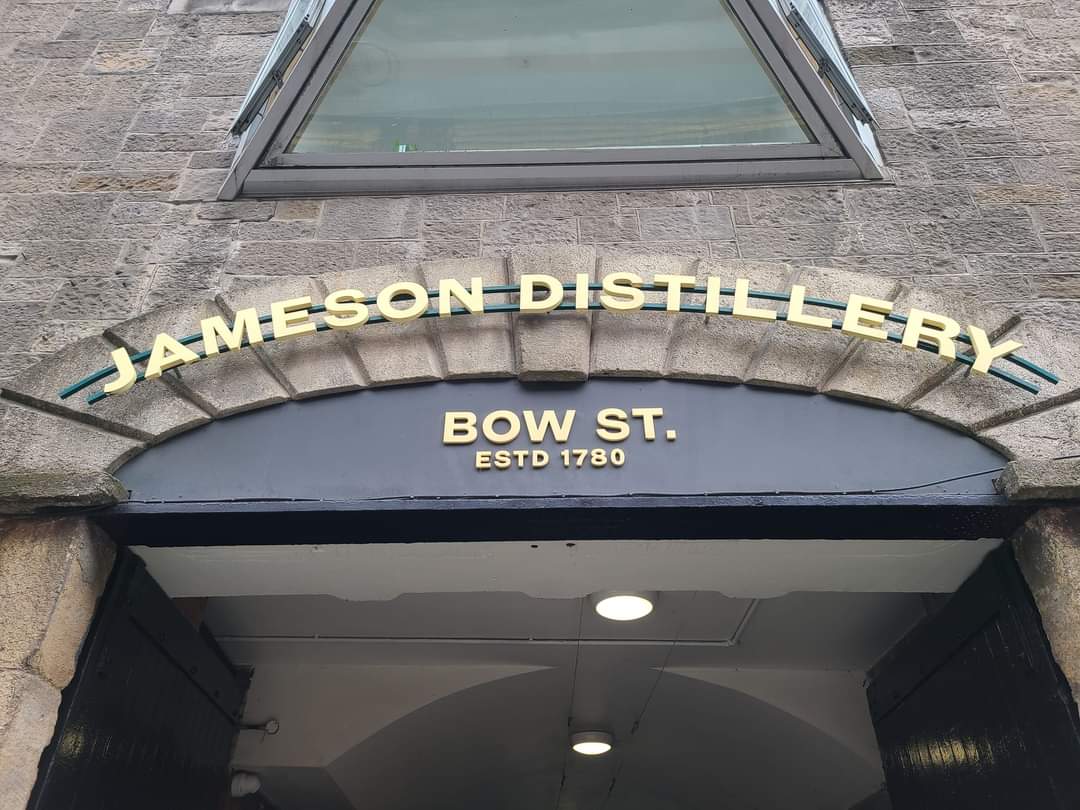 JAMESON DISTILLERY
BOW ST.
ESTD 1780